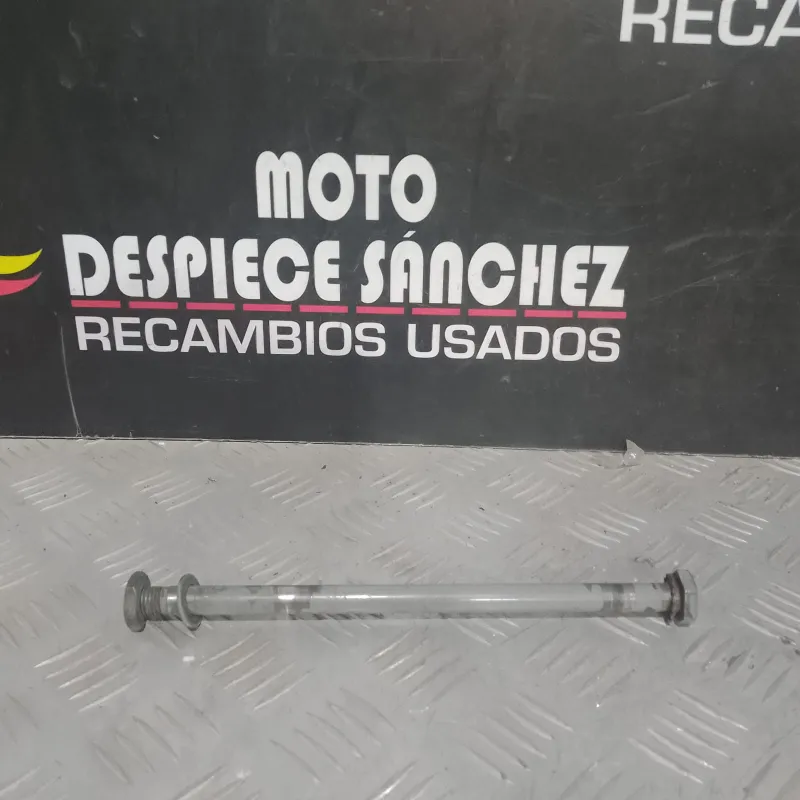 RECA
MOTO
DESPIECE SÁNCHEZ
RECAMBIOS USADOS